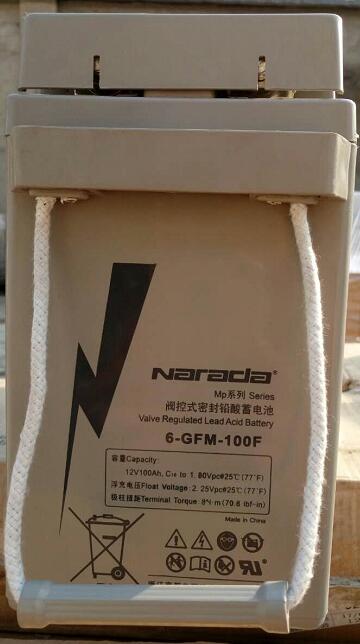 Narada®
Mp系列 Series
阀控式密封铅酸蓄电池
Valve Regulated Lead Acid Battery
6-GFM-100F
容量Capacity:
12V100Ah, C₁₀ to 1.80Vpc@25℃(77℉)
浮充电压Float Voltage: 2.25Vpc@25℃(77℉)
极柱扭矩Terminal Torque: 8N·m(70.6 lbf-in)
Made in China
Pb